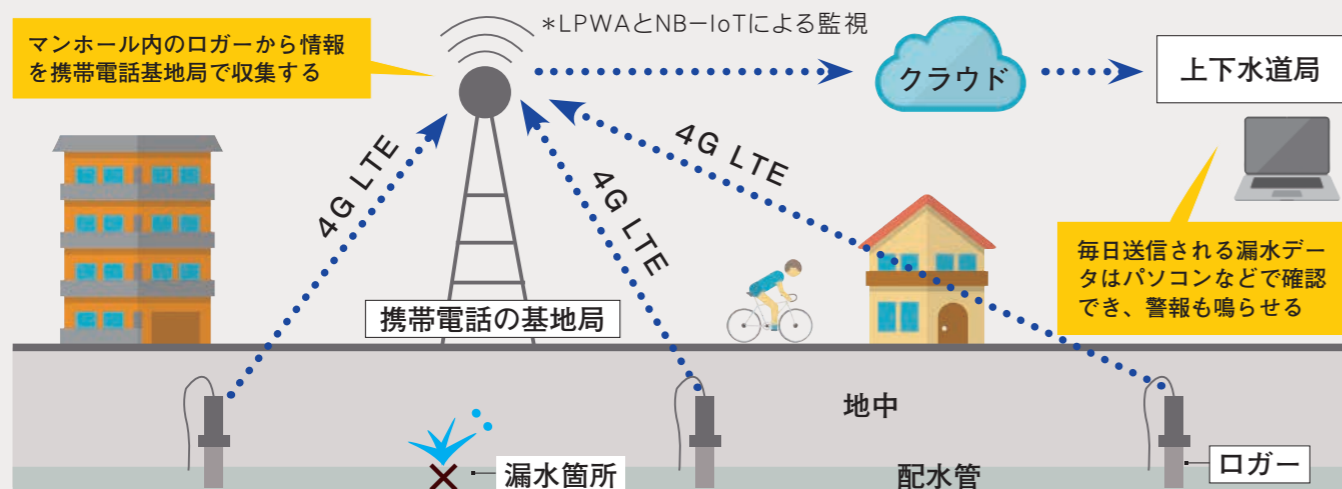 *LPWAとNB−IoTによる監視
マンホール内のロガーから情報
を携帯電話基地局で収集する
クラウド
上下水道局
4G LTE
4G LTE
4G LTE
毎日送信される漏水デー
タはパソコンなどで確認
でき、警報も鳴らせる
携帯電話の基地局
地中
漏水箇所
配水管
ロガー